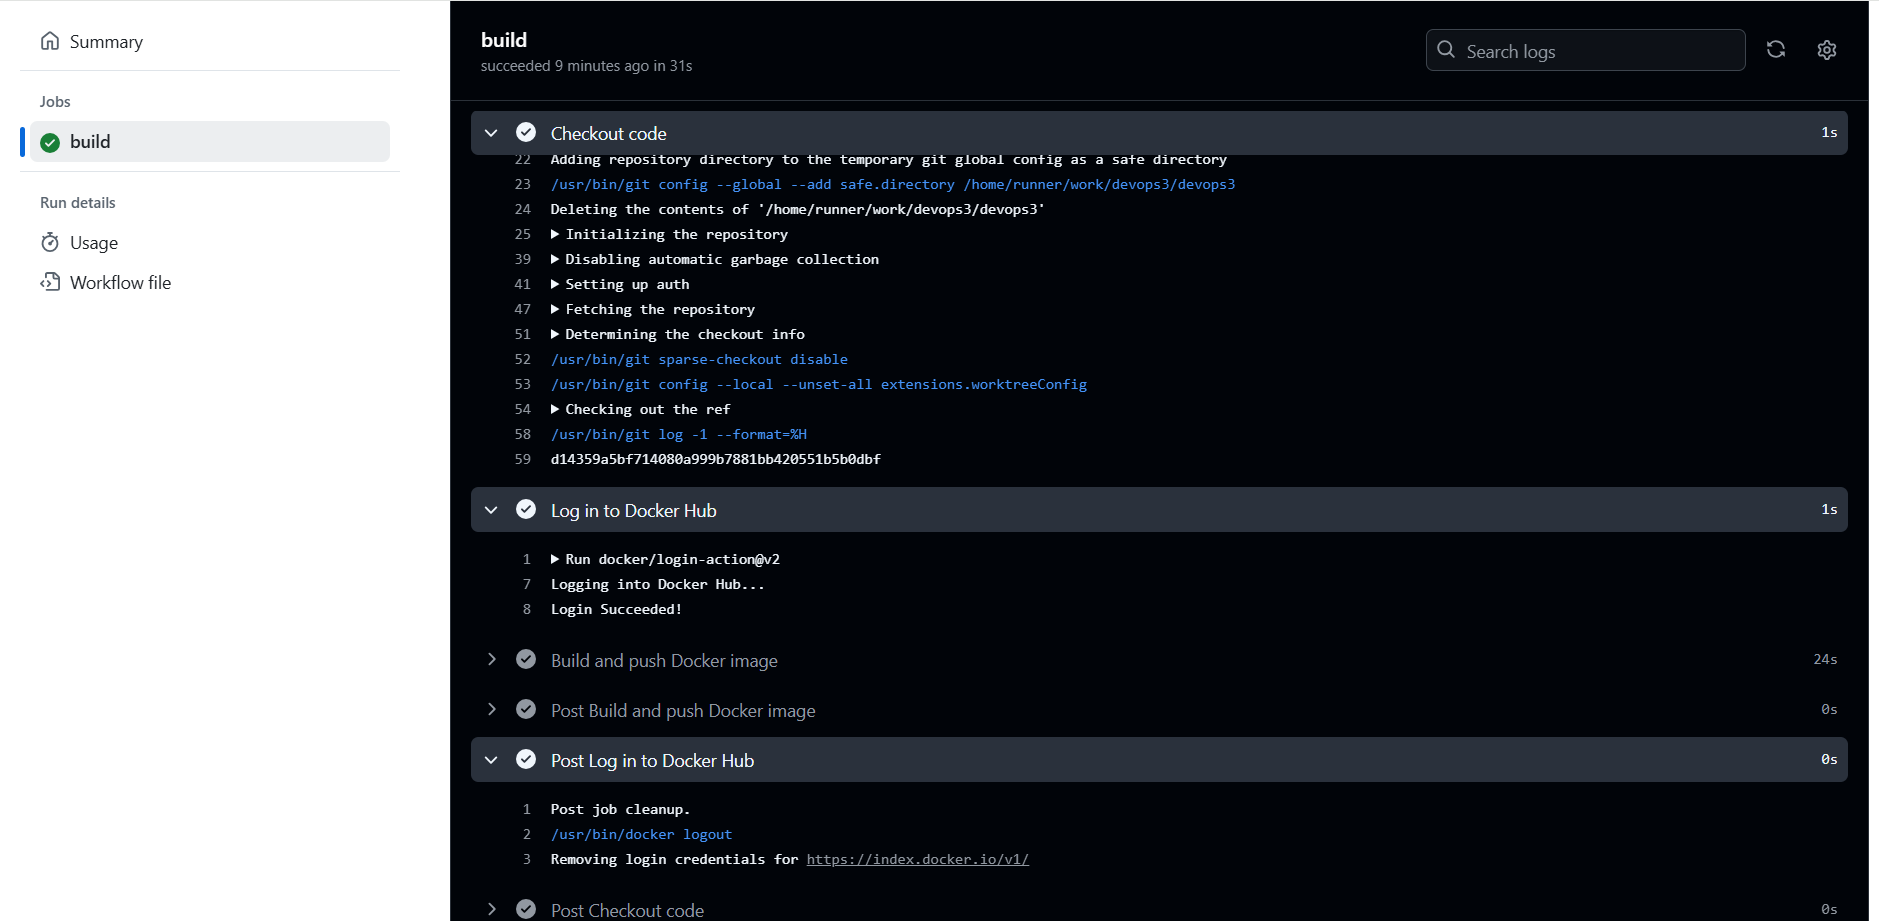 Summary
Jobs
build
Run details
Usage
Workflow file
build
succeeded 9 minutes ago in 31s
Search logs
Checkout code 1s
22 Adding repository directory to the temporary git global config as a safe directory
23 /usr/bin/git config --global --add safe.directory /home/runner/work/devops3/devops3
24 Deleting the contents of '/home/runner/work/devops3/devops3'
25 ▶ Initializing the repository
39 ▶ Disabling automatic garbage collection
41 ▶ Setting up auth
47 ▶ Fetching the repository
51 ▶ Determining the checkout info
52 /usr/bin/git sparse-checkout disable
53 /usr/bin/git config --local --unset-all extensions.worktreeConfig
54 ▶ Checking out the ref
58 /usr/bin/git log -1 --format=%H
59 d14359a5bf714080a999b7881bb420551b5b0dbf
Log in to Docker Hub 1s
1 ▶ Run docker/login-action@v2
7 Logging into Docker Hub...
8 Login Succeeded!
Build and push Docker image 24s
Post Build and push Docker image 0s
Post Log in to Docker Hub 0s
1 Post job cleanup.
2 /usr/bin/docker logout
3 Removing login credentials for https://index.docker.io/v1/
Post Checkout code 0s